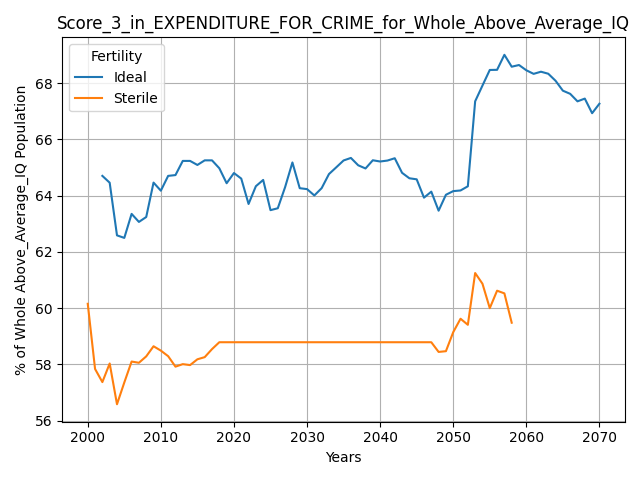 Score_3_in_EXPENDITURE_FOR_CRIME_for_Whole_Above_Average_IQ
Fertility
Ideal
Sterile
% of Whole Above_Average_IQ Population
68
66
64
62
60
58
56
2000 2010 2020 2030 2040 2050 2060 2070
Years